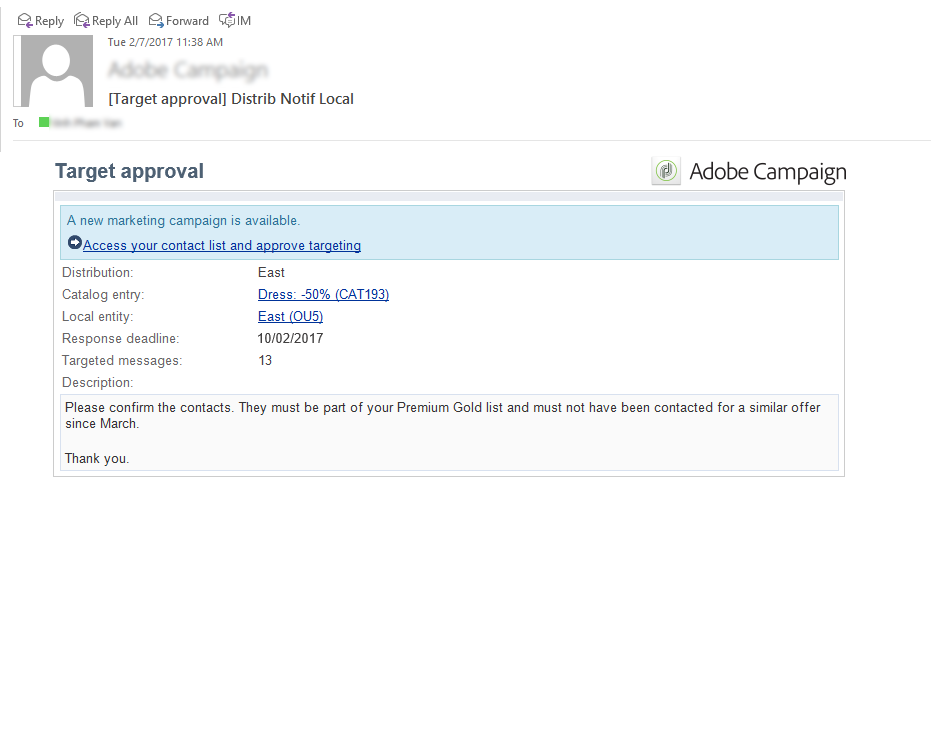 Reply Reply All Forward IM
Tue 2/7/2017 11:38 AM
Adobe Campaign
[Target approval] Distrib Notif Local
To
Target approval
Adobe Campaign
A new marketing campaign is available.
Access your contact list and approve targeting
Distribution: East
Catalog entry: Dress: -50% (CAT193)
Local entity: East (OU5)
Response deadline: 10/02/2017
Targeted messages: 13
Description:
Please confirm the contacts. They must be part of your Premium Gold list and must not have been contacted for a similar offer
since March.
Thank you.